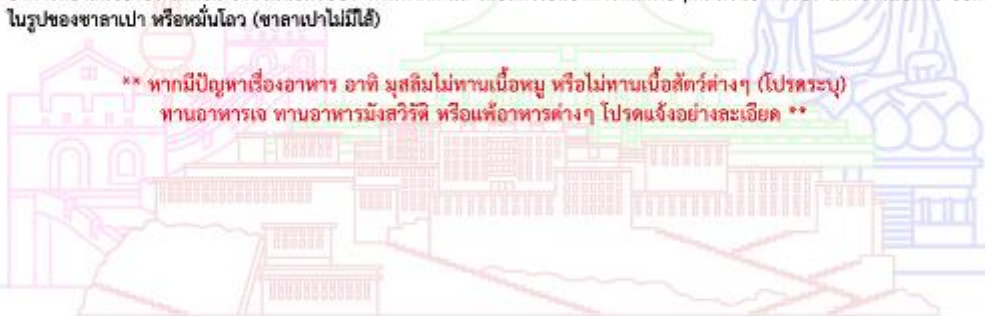 ในรูปของซาลาเปา หรือหมั่นโถว (ซาลาเปาไม่มีไส้)
** หากมีปัญหาเรื่องอาหาร อาทิ มุสลิมไม่ทานเนื้อหมู หรือไม่ทานเนื้อสัตว์ต่างๆ (โปรดระบุ)
ทานอาหารเจ ทานอาหารมังสวิรัติ หรือแพ้อาหารต่างๆ โปรดแจ้งอย่างละเอียด **